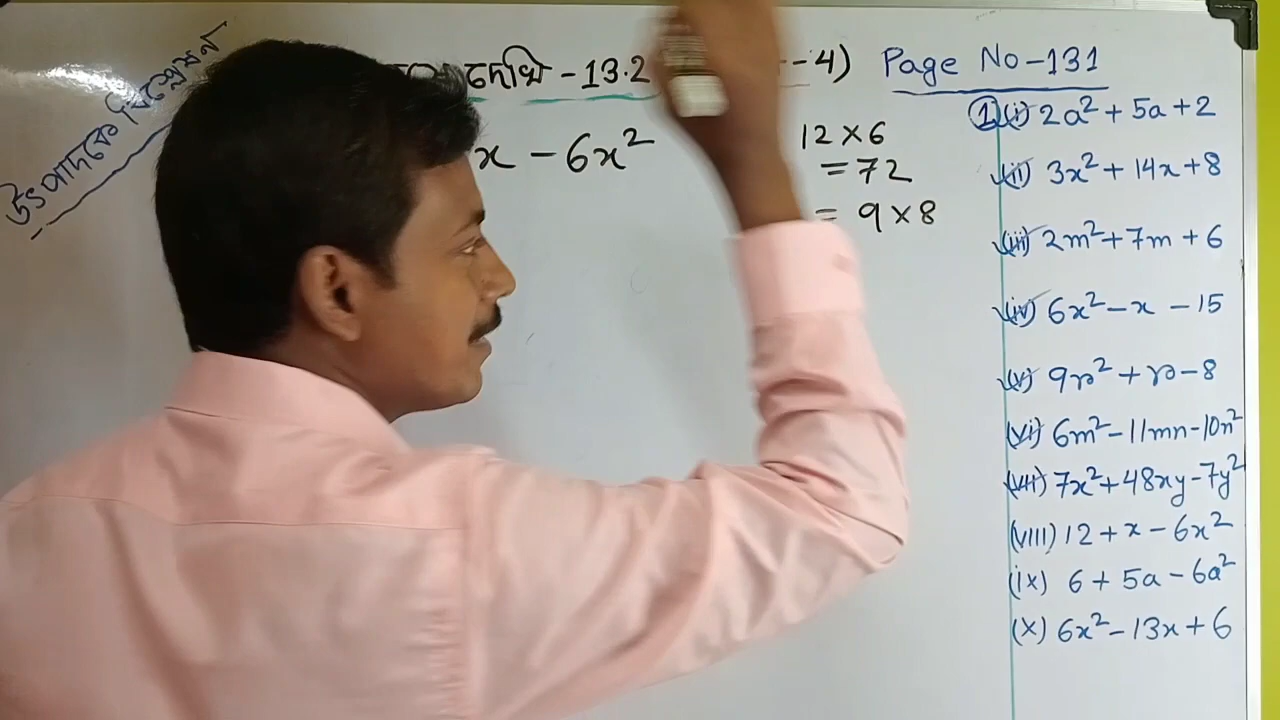 উৎপাদকে বিশ্লেষণ
দেখি - 13.2 - 4) Page No - 131
x - 6x²
12 × 6
= 72
= 9 × 8
① (i) 2a² + 5a + 2
(ii) 3x² + 14x + 8
(iii) 2m² + 7m + 6
(iv) 6x² - x - 15
(v) 9r² + r - 8
(vi) 6m² - 11mn - 10n²
(vii) 7x² + 48xy - 7y²
(VIII) 12 + x - 6x²
(ix) 6 + 5a - 6a²
(X) 6x² - 13x + 6